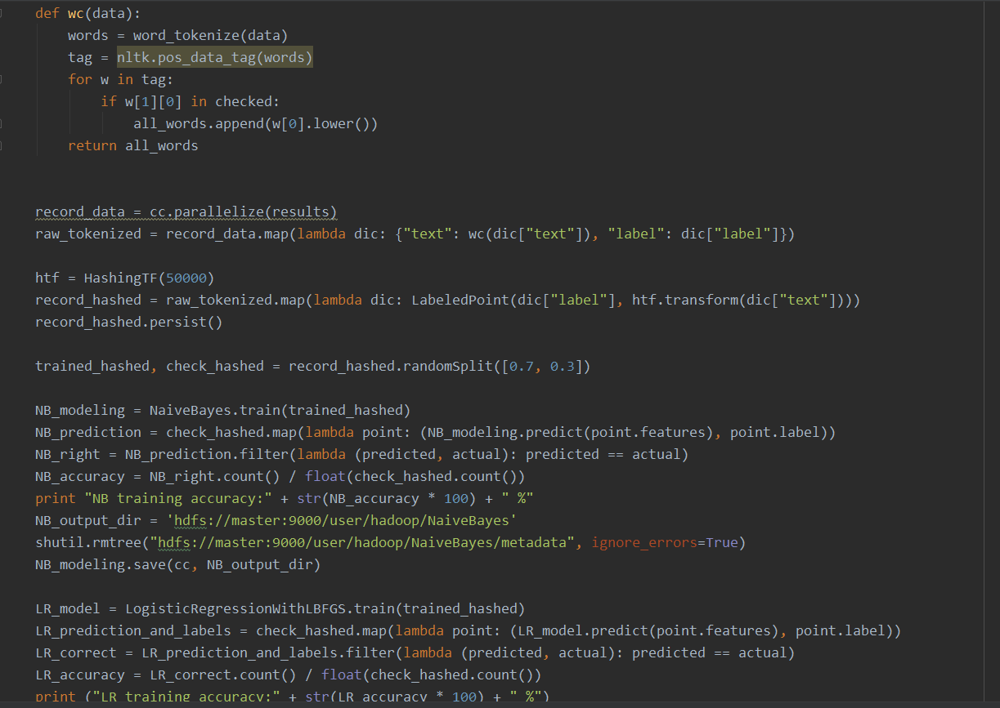 def wc(data):
    words = word_tokenize(data)
    tag = nltk.pos_data_tag(words)
    for w in tag:
        if w[1][0] in checked:
            all_words.append(w[0].lower())
    return all_words
record_data = cc.parallelize(results)
raw_tokenized = record_data.map(lambda dic: {"text": wc(dic["text"]), "label": dic["label"]})
htf = HashingTF(50000)
record_hashed = raw_tokenized.map(lambda dic: LabeledPoint(dic["label"], htf.transform(dic["text"])))
record_hashed.persist()
trained_hashed, check_hashed = record_hashed.randomSplit([0.7, 0.3])
NB_modeling = NaiveBayes.train(trained_hashed)
NB_prediction = check_hashed.map(lambda point: (NB_modeling.predict(point.features), point.label))
NB_right = NB_prediction.filter(lambda (predicted, actual): predicted == actual)
NB_accuracy = NB_right.count() / float(check_hashed.count())
print "NB training accuracy:" + str(NB_accuracy * 100) + " %"
NB_output_dir = 'hdfs://master:9000/user/hadoop/NaiveBayes'
shutil.rmtree("hdfs://master:9000/user/hadoop/NaiveBayes/metadata", ignore_errors=True)
NB_modeling.save(cc, NB_output_dir)
LR_model = LogisticRegressionWithLBFGS.train(trained_hashed)
LR_prediction_and_labels = check_hashed.map(lambda point: (LR_model.predict(point.features), point.label))
LR_correct = LR_prediction_and_labels.filter(lambda (predicted, actual): predicted == actual)
LR_accuracy = LR_correct.count() / float(check_hashed.count())
print ("LR training accuracy:" + str(LR_accuracy * 100) + " %")